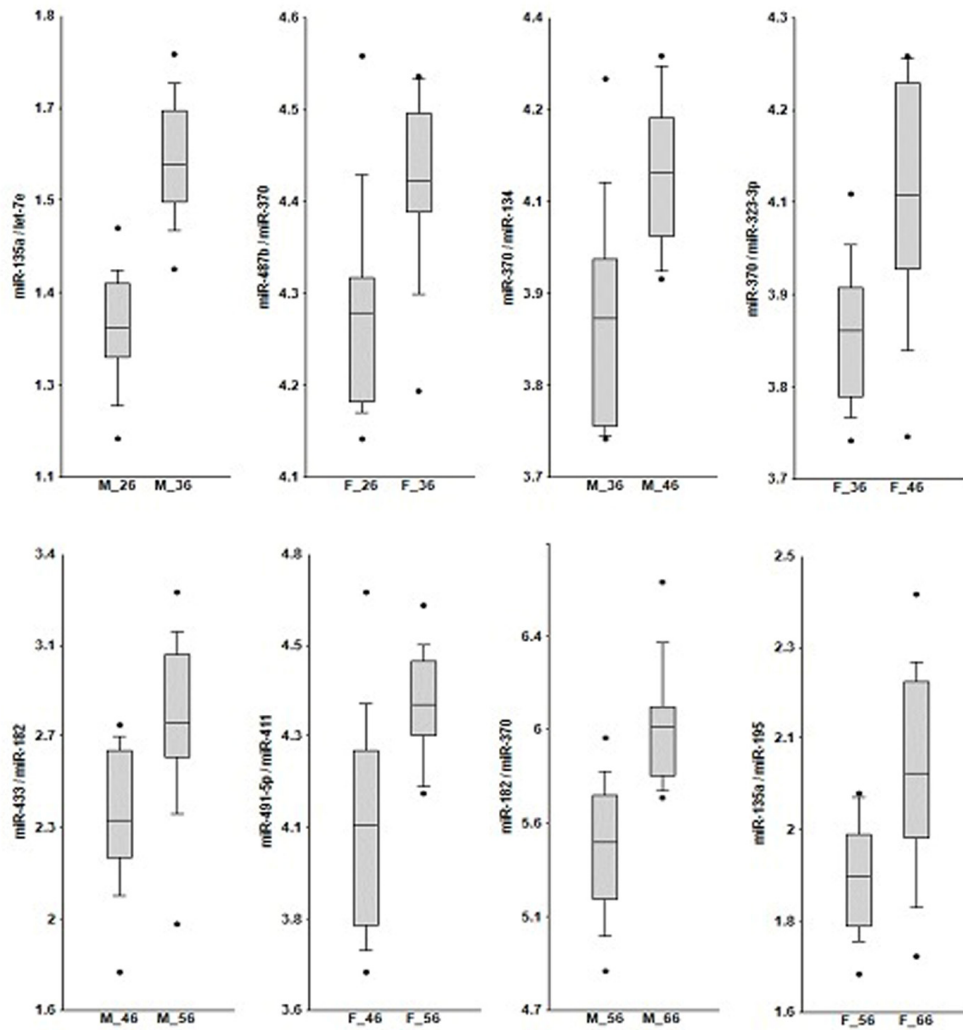 1.8
1.7
1.5
1.4
1.3
1.1
miR-135a / let-7e
M_26 M_36
4.6
4.5
4.4
4.3
4.2
4.1
miR-487b / miR-370
F_26 F_36
4.4
4.2
4.1
3.9
3.8
3.7
miR-370 / miR-134
M_36 M_46
4.3
4.2
4.1
3.9
3.8
3.7
miR-370 / miR-323-3p
F_36 F_46
3.4
3.1
2.7
2.3
2
1.6
miR-433 / miR-182
M_46 M_56
4.8
4.5
4.3
4.1
3.8
3.6
miR-491-5p / miR-411
F_46 F_56
6.4
6
5.6
5.1
4.7
miR-182 / miR-370
M_56 M_66
2.5
2.3
2.1
2
1.8
1.6
miR-135a / miR-195
F_56 F_66